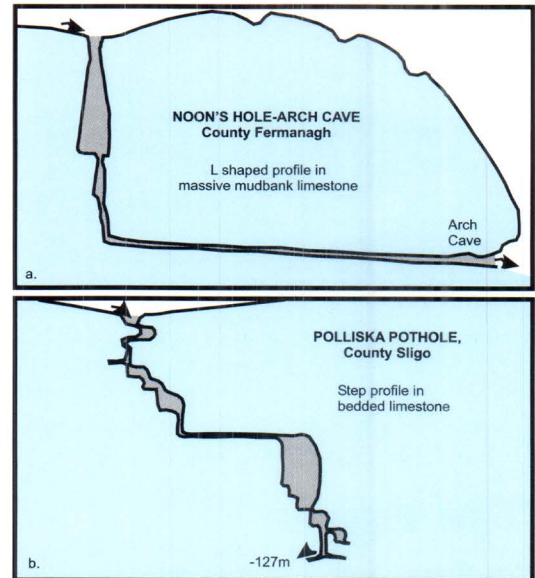 NOON'S HOLE-ARCH CAVE
County Fermanagh
L shaped profile in
massive mudbank limestone
Arch
Cave
a.
POLLISKA POTHOLE,
County Sligo
Step profile in
bedded limestone
-127m
b.